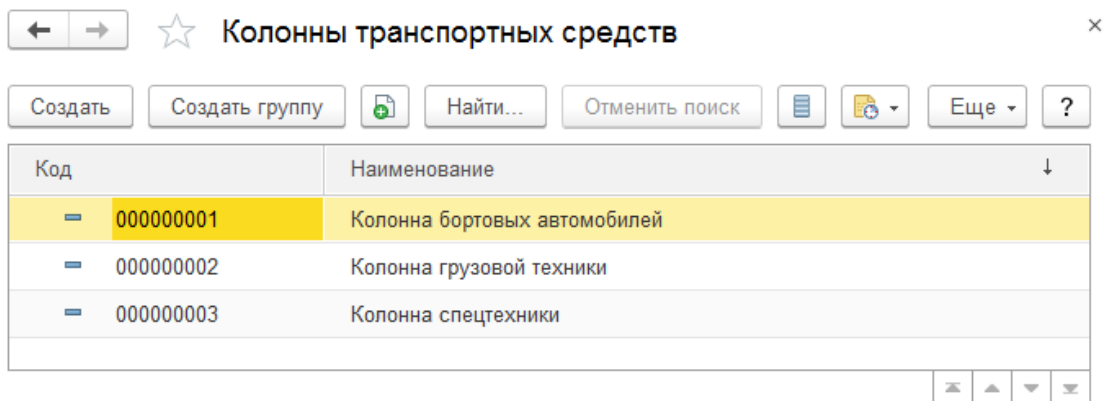 Колонны транспортных средств
Создать Создать группу Найти... Отменить поиск Еще ?
Код Наименование
000000001 Колонна бортовых автомобилей
000000002 Колонна грузовой техники
000000003 Колонна спецтехники